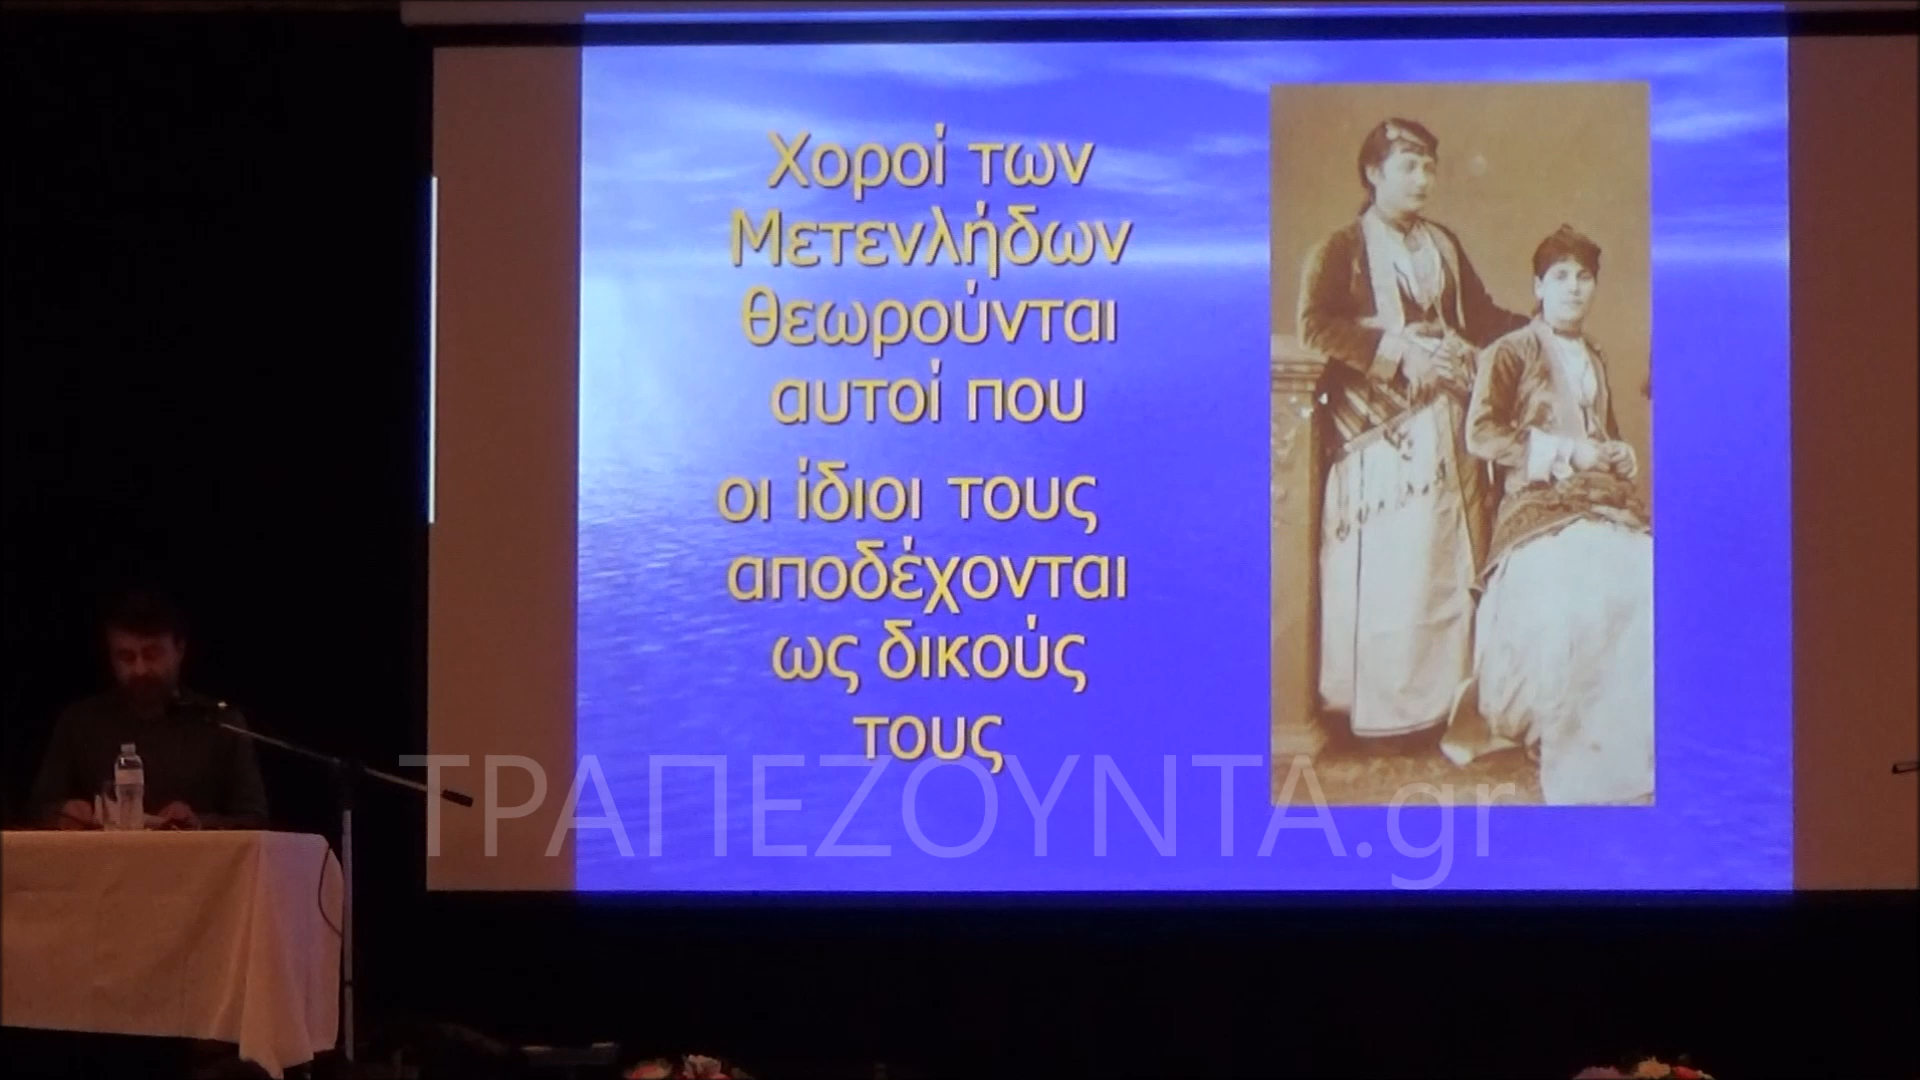 Χοροί των
Μετενλήδων
θεωρούνται
αυτοί που
οι ίδιοι τους
αποδέχονται
ως δικούς
τους
ΤΡΑΠΕΖΟΥΝΤΑ.gr